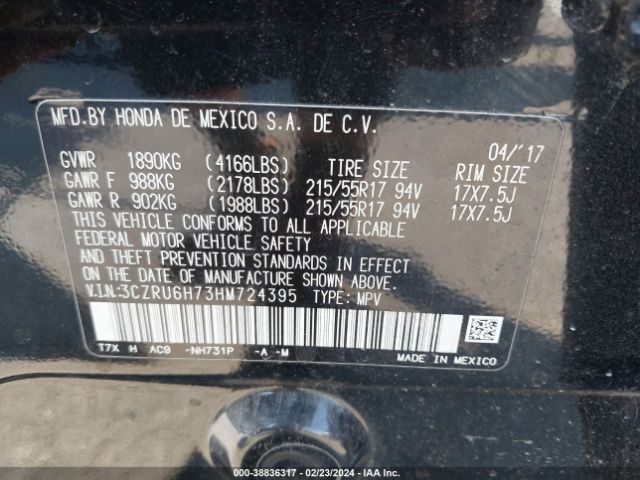 MFD.BY HONDA DE MEXICO S.A. DE C.V.
04/'17
GVWR 1890KG (4166LBS) TIRE SIZE RIM SIZE
GAWR F 988KG (2178LBS) 215/55R17 94V 17X7.5J
GAWR R 902KG (1988LBS) 215/55R17 94V 17X7.5J
THIS VEHICLE CONFORMS TO ALL APPLICABLE
FEDERAL MOTOR VEHICLE SAFETY
AND THEFT PREVENTION STANDARDS IN EFFECT
ON THE DATE OF MANUFACTURE SHOWN ABOVE.
V.I.N:3CZRU6H73HM724395 TYPE: MPV
T7X H AC9 -NH731P -A -M MADE IN MEXICO
000-38836317 - 02/23/2024 - IAA Inc.